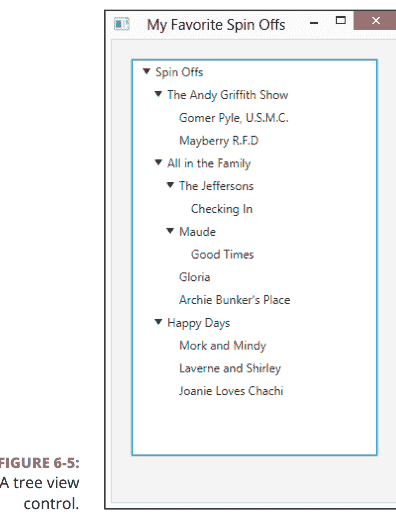 My Favorite Spin Offs
Spin Offs
The Andy Griffith Show
Gomer Pyle, U.S.M.C.
Mayberry R.F.D
All in the Family
The Jeffersons
Checking In
Maude
Good Times
Gloria
Archie Bunker's Place
Happy Days
Mork and Mindy
Laverne and Shirley
Joanie Loves Chachi
FIGURE 6-5:
A tree view
control.